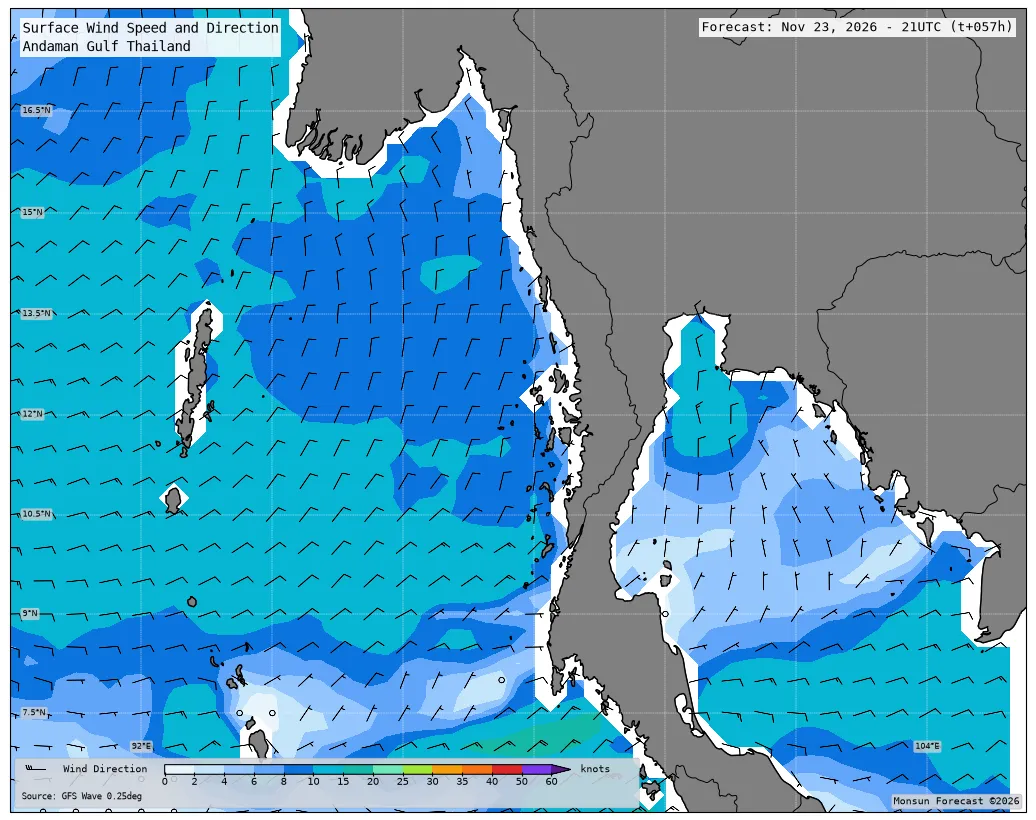 Surface Wind Speed and Direction
Andaman Gulf Thailand
Forecast: Nov 23, 2026 - 21UTC (t+057h)
16.5°N
15°N
13.5°N
12°N
10.5°N
9°N
7.5°N
92°E
104°E
Wind Direction
0 2 4 6 8 10 15 20 25 30 35 40 50 60
knots
Source: GFS Wave 0.25deg
Monsun Forecast ©2026